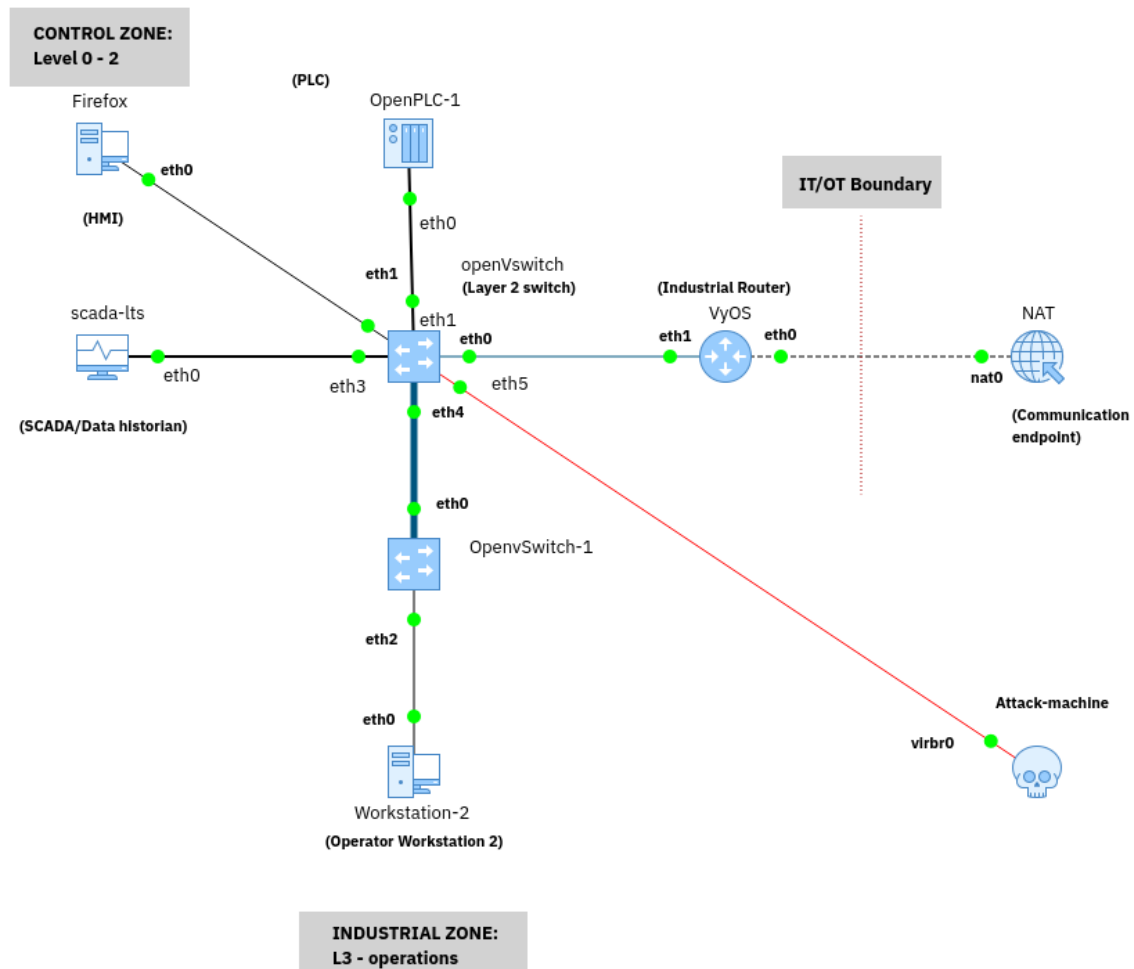 CONTROL ZONE:
Level 0 - 2
(PLC)
Firefox
OpenPLC-1
eth0
(HMI)
eth0
IT/OT Boundary
eth1
openVswitch
(Layer 2 switch)
(Industrial Router)
VyOS
scada-lts
NAT
eth1
eth0
eth1
eth0
eth0
eth3
eth5
nat0
eth4
(SCADA/Data historian)
(Communication
endpoint)
eth0
OpenvSwitch-1
eth2
eth0
Attack-machine
virbr0
Workstation-2
(Operator Workstation 2)
INDUSTRIAL ZONE:
L3 - operations